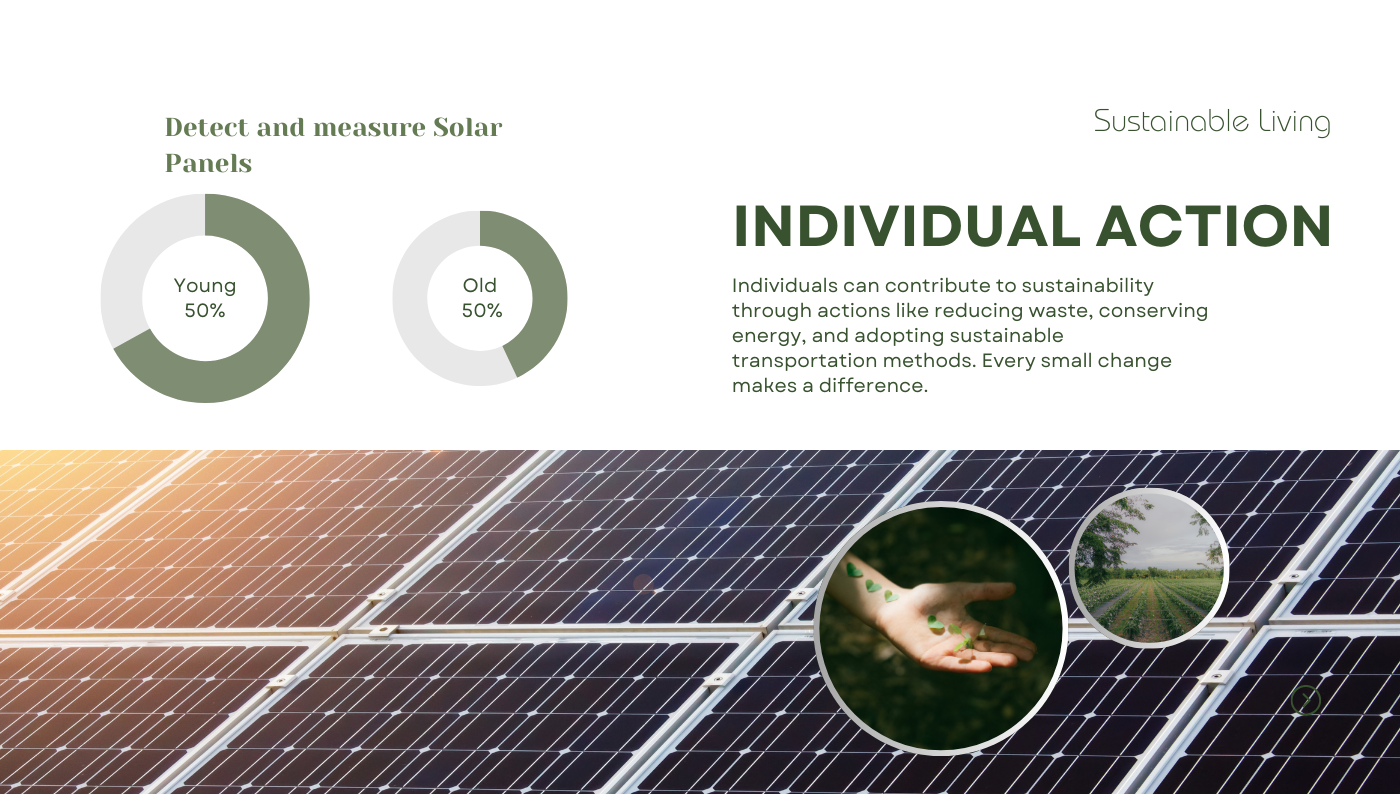 Detect and measure Solar
Panels
Young
50%
Old
50%
Sustainable Living
INDIVIDUAL ACTION
Individuals can contribute to sustainability
through actions like reducing waste, conserving
energy, and adopting sustainable
transportation methods. Every small change
makes a difference.